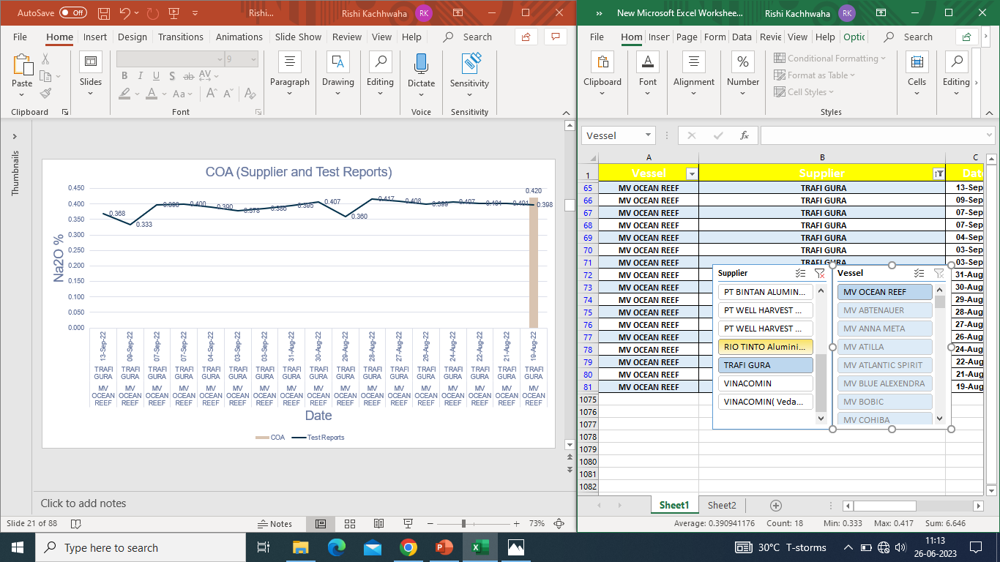 AutoSave Off Rishi... Rishi Kachhwaha RK
File Home Insert Design Transitions Animations Slide Show Review View Help Search
Paste Slides 9 Paragraph Drawing Editing Dictate Sensitivity
B I U S ab AV
A Aa A A A
Clipboard Font Voice Sensitivity
Thumbnails
COA (Supplier and Test Reports)
0.420
0.450
0.400
0.350
0.300
0.250
0.200
0.150
0.100
0.050
0.000
Na2O %
0.368 0.333 0.400 0.390 0.378 0.395 0.407 0.360 0.417 0.408 0.399 0.407 0.398
13-Sep-22 09-Sep-22 07-Sep-22 07-Sep-22 04-Sep-22 03-Sep-22 03-Sep-22 31-Aug-22 30-Aug-22 29-Aug-22 28-Aug-22 27-Aug-22 26-Aug-22 24-Aug-22 22-Aug-22 21-Aug-22 19-Aug-22
TRAFI TRAFI TRAFI TRAFI TRAFI TRAFI TRAFI TRAFI TRAFI TRAFI TRAFI TRAFI TRAFI TRAFI TRAFI TRAFI TRAFI
GURA GURA GURA GURA GURA GURA GURA GURA GURA GURA GURA GURA GURA GURA GURA GURA GURA
MV MV MV MV MV MV MV MV MV MV MV MV MV MV MV MV MV
OCEAN OCEAN OCEAN OCEAN OCEAN OCEAN OCEAN OCEAN OCEAN OCEAN OCEAN OCEAN OCEAN OCEAN OCEAN OCEAN OCEAN
REEF REEF REEF REEF REEF REEF REEF REEF REEF REEF REEF REEF REEF REEF REEF REEF REEF
Date
COA Test Reports
Click to add notes
Slide 21 of 88 Notes 73%
New Microsoft Excel Workshee... Rishi Kachhwaha RK
File Hom Inser Page Form Data Revie View Help Optic Search
Clipboard Font Alignment Number Conditional Formatting Format as Table Cell Styles Cells Editing
Styles
Vessel fx
A B C
1 Vessel Supplier Dat
65 MV OCEAN REEF TRAFI GURA 13-Sep
66 MV OCEAN REEF TRAFI GURA 09-Sep
67 MV OCEAN REEF TRAFI GURA 07-Sep
68 MV OCEAN REEF TRAFI GURA 07-Sep
69 MV OCEAN REEF TRAFI GURA 04-Sep
70 MV OCEAN REEF TRAFI GURA 03-Sep
71 MV OCEAN REEF TRAFI GURA 03-Sep
72 MV OCEAN REEF 31-Aug
73 MV OCEAN REEF 30-Aug
74 MV OCEAN REEF 29-Aug
75 MV OCEAN REEF 28-Aug
76 MV OCEAN REEF 27-Aug
77 MV OCEAN REEF 26-Aug
78 MV OCEAN REEF 24-Aug
79 MV OCEAN REEF 22-Aug
80 MV OCEAN REEF 21-Aug
81 MV OCEAN REEF 19-Aug
1075
1076
1077
1078
1079
1080
1081
1082
Supplier
PT BINTAN ALUMIN...
PT WELL HARVEST ...
PT WELL HARVEST ...
RIO TINTO Alumini...
TRAFI GURA
VINACOMIN
VINACOMIN( Veda...
Vessel
MV OCEAN REEF
MV ABTENAUER
MV ANNA META
MV ATILLA
MV ATLANTIC SPIRIT
MV BLUE ALEXENDRA
MV BOBIC
MV COHIBA
Sheet1 Sheet2
Average: 0.390941176 Count: 18 Min: 0.333 Max: 0.417 Sum: 6.646
Type here to search 30°C T-storms 11:13
26-06-2023